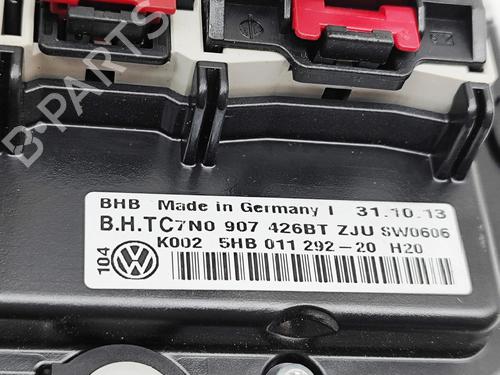 B-PARTS
BHB Made in Germany I 31.10.13
B.H.TC7N0 907 426BT ZJU SW0606
K002 5HB 011 292-20 H20
104